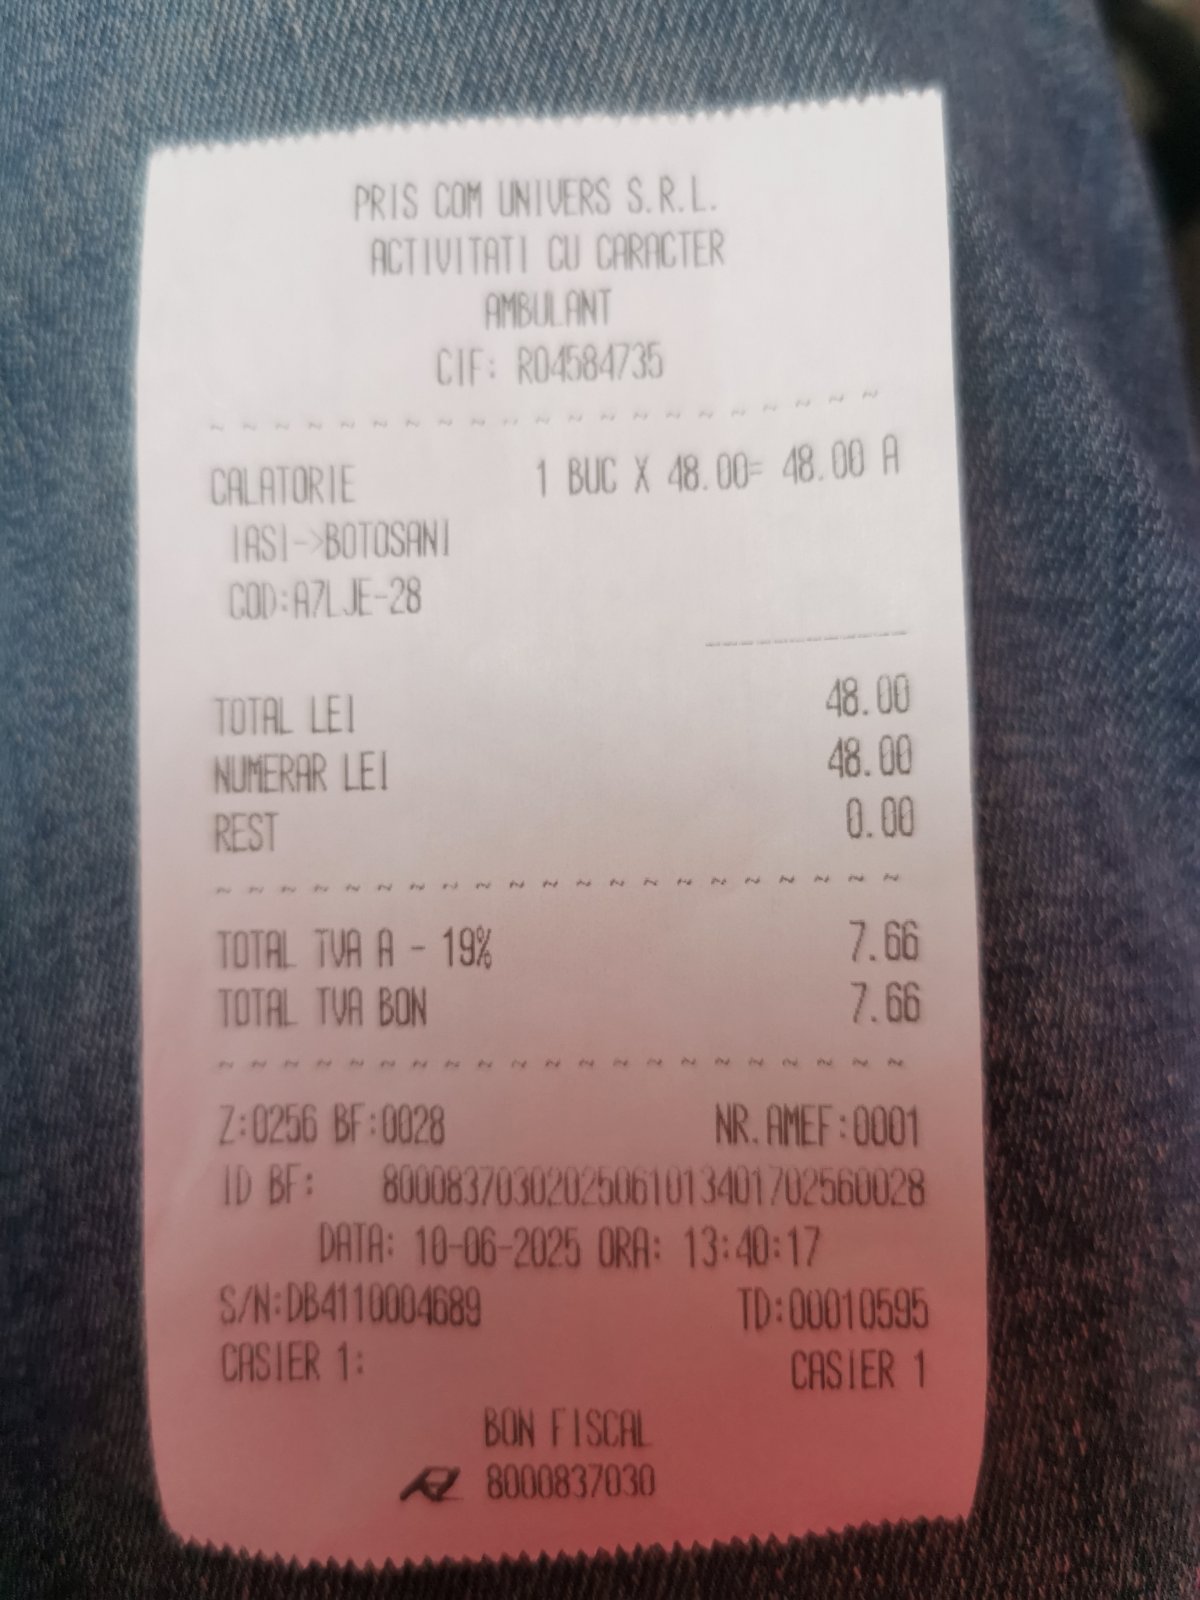 PRIS COM UNIVERS S.R.L.
ACTIVITATI CU CARACTER
AMBULANT
CIF: RO4584735
~ ~ ~ ~ ~ ~ ~ ~ ~ ~ ~ ~ ~ ~ ~ ~ ~ ~ ~ ~ ~
CALATORIE 1 BUC X 48.00= 48.00 A
IASI->BOTOSANI
COD:A7LJE-28
TOTAL LEI 48.00
NUMERAR LEI 48.00
REST 0.00
~ ~ ~ ~ ~ ~ ~ ~ ~ ~ ~ ~ ~ ~ ~ ~ ~ ~ ~ ~ ~
TOTAL TVA A - 19% 7.66
TOTAL TVA BON 7.66
~ ~ ~ ~ ~ ~ ~ ~ ~ ~ ~ ~ ~ ~ ~ ~ ~ ~ ~ ~ ~
Z:0256 BF:0028 NR.AMEF:0001
ID BF: 80008370302025061013401702560028
DATA: 10-06-2025 ORA: 13:40:17
S/N:DB4110004689 TD:00010595
CASIER 1: CASIER 1
BON FISCAL
8000837030